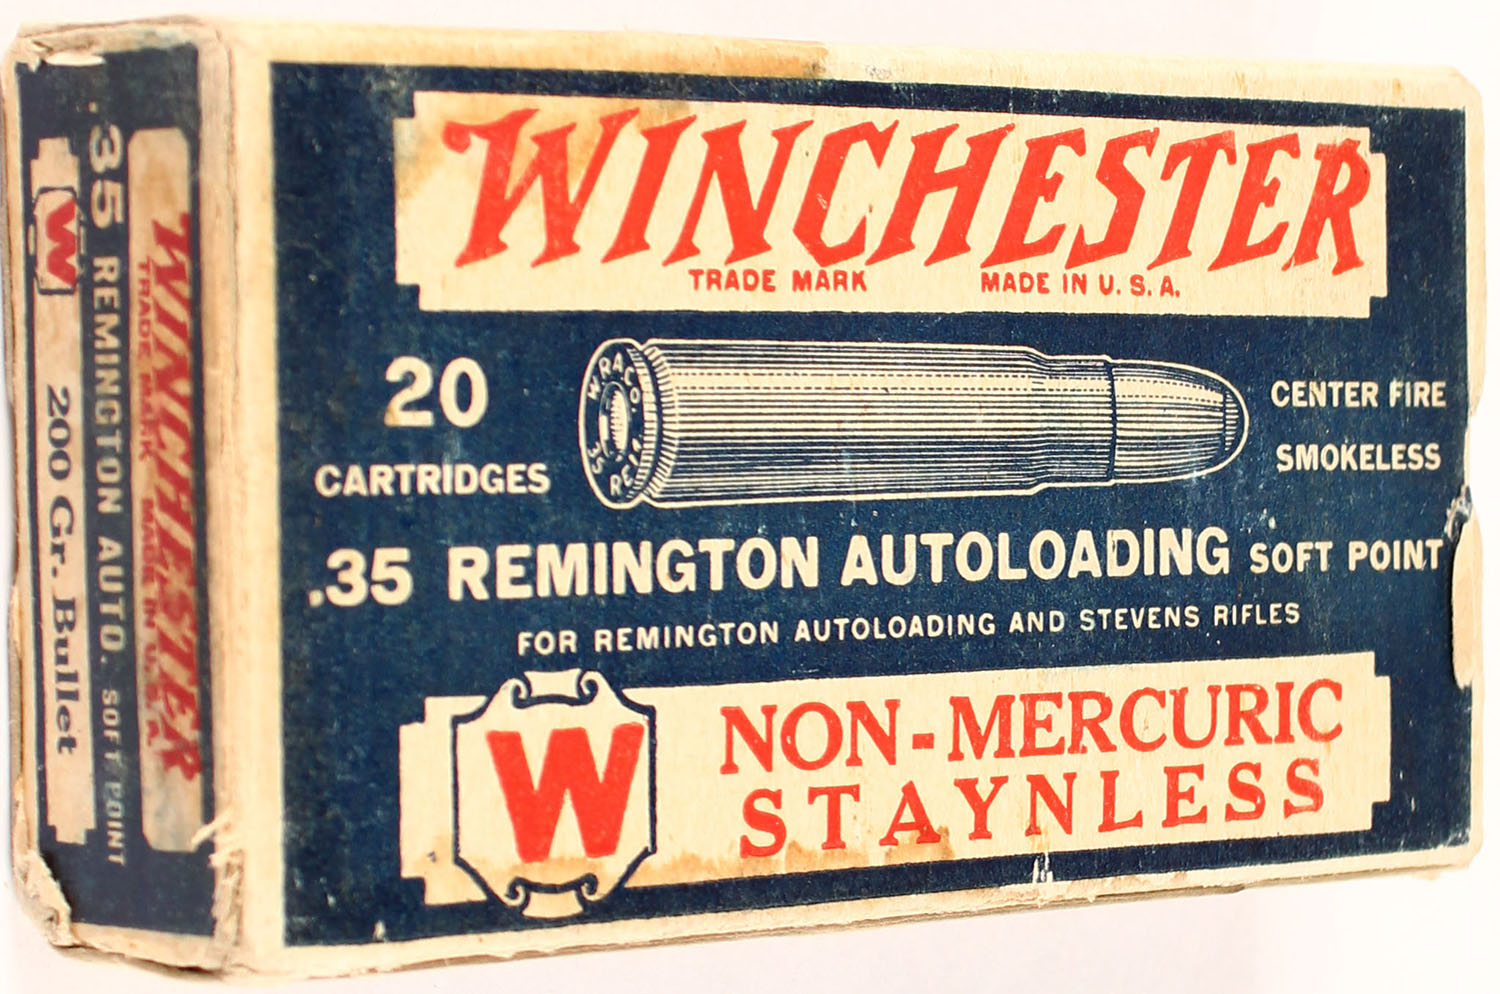 WINCHESTER
TRADE MARK MADE IN U. S. A.
20
CARTRIDGES
W.R.A.CO.
35 REM
CENTER FIRE
SMOKELESS
.35 REMINGTON AUTOLOADING SOFT POINT
FOR REMINGTON AUTOLOADING AND STEVENS RIFLES
W
NON-MERCURIC
STAYNLESS
WINCHESTER
TRADE MARK MADE IN U.S.A.
.35 REMINGTON AUTO. SOFT POINT
W
200 Gr. Bullet